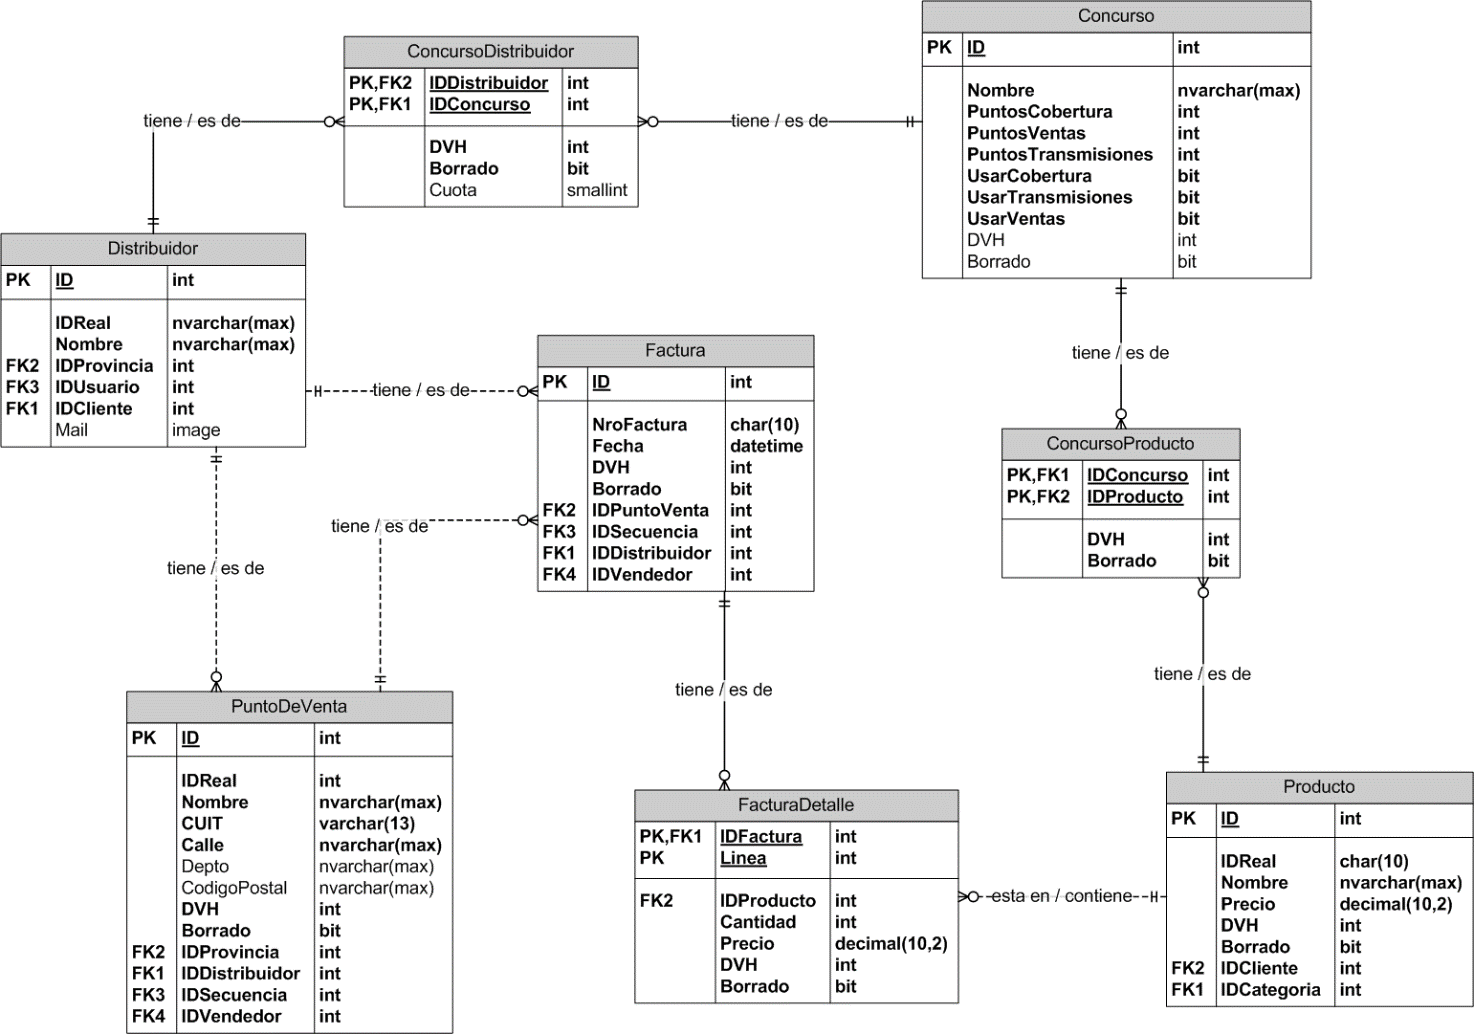 Concurso
PK ID int
Nombre nvarchar(max)
PuntosCobertura int
PuntosVentas int
PuntosTransmisiones int
UsarCobertura bit
UsarTransmisiones bit
UsarVentas bit
DVH int
Borrado bit
ConcursoDistribuidor
PK,FK2 IDDistribuidor int
PK,FK1 IDConcurso int
DVH int
Borrado bit
Cuota smallint
tiene / es de
tiene / es de
Distribuidor
PK ID int
IDReal nvarchar(max)
Nombre nvarchar(max)
FK2 IDProvincia int
FK3 IDUsuario int
FK1 IDCliente int
Mail image
tiene / es de
Factura
PK ID int
NroFactura char(10)
Fecha datetime
DVH int
Borrado bit
FK2 IDPuntoVenta int
FK3 IDSecuencia int
FK1 IDDistribuidor int
FK4 IDVendedor int
tiene / es de
ConcursoProducto
PK,FK1 IDConcurso int
PK,FK2 IDProducto int
DVH int
Borrado bit
tiene / es de
tiene / es de
tiene / es de
tiene / es de
PuntoDeVenta
PK ID int
IDReal int
Nombre nvarchar(max)
CUIT varchar(13)
Calle nvarchar(max)
Depto nvarchar(max)
CodigoPostal nvarchar(max)
DVH int
Borrado bit
FK2 IDProvincia int
FK1 IDDistribuidor int
FK3 IDSecuencia int
FK4 IDVendedor int
FacturaDetalle
PK,FK1 IDFactura int
PK Linea int
FK2 IDProducto int
Cantidad int
Precio decimal(10,2)
DVH int
Borrado bit
esta en / contiene
Producto
PK ID int
IDReal char(10)
Nombre nvarchar(max)
Precio decimal(10,2)
DVH int
Borrado bit
FK2 IDCliente int
FK1 IDCategoria int